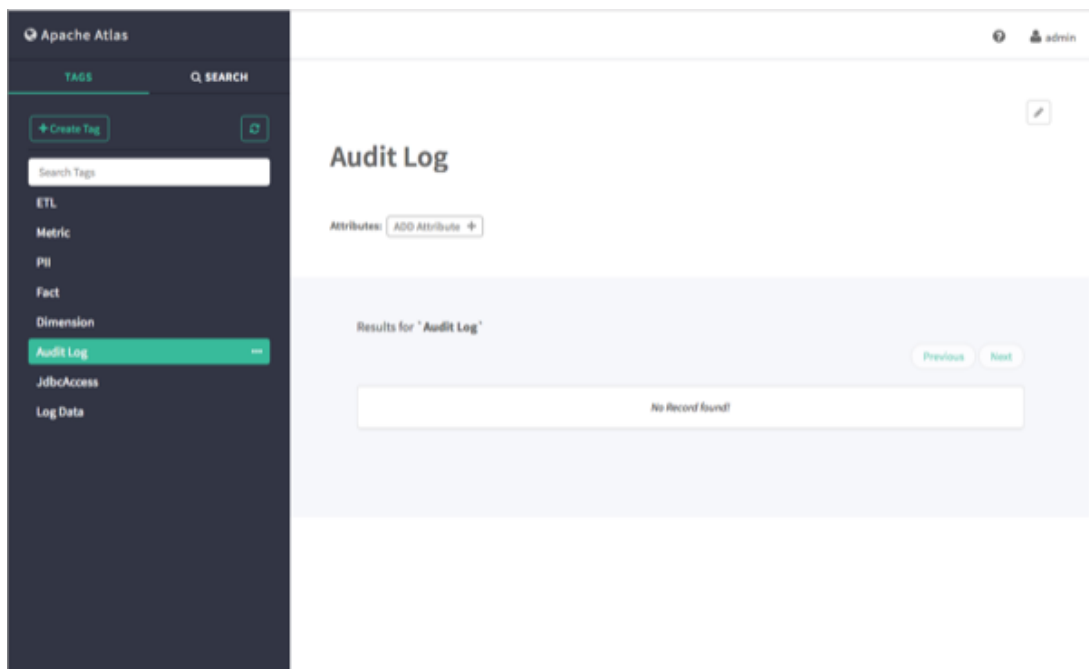 Apache Atlas
admin
TAGS
SEARCH
+ Create Tag
Search Tags
ETL
Metric
PII
Fact
Dimension
Audit Log
JdbcAccess
Log Data
Audit Log
Attributes: ADD Attribute +
Results for `Audit Log`
Previous Next
No Record found!